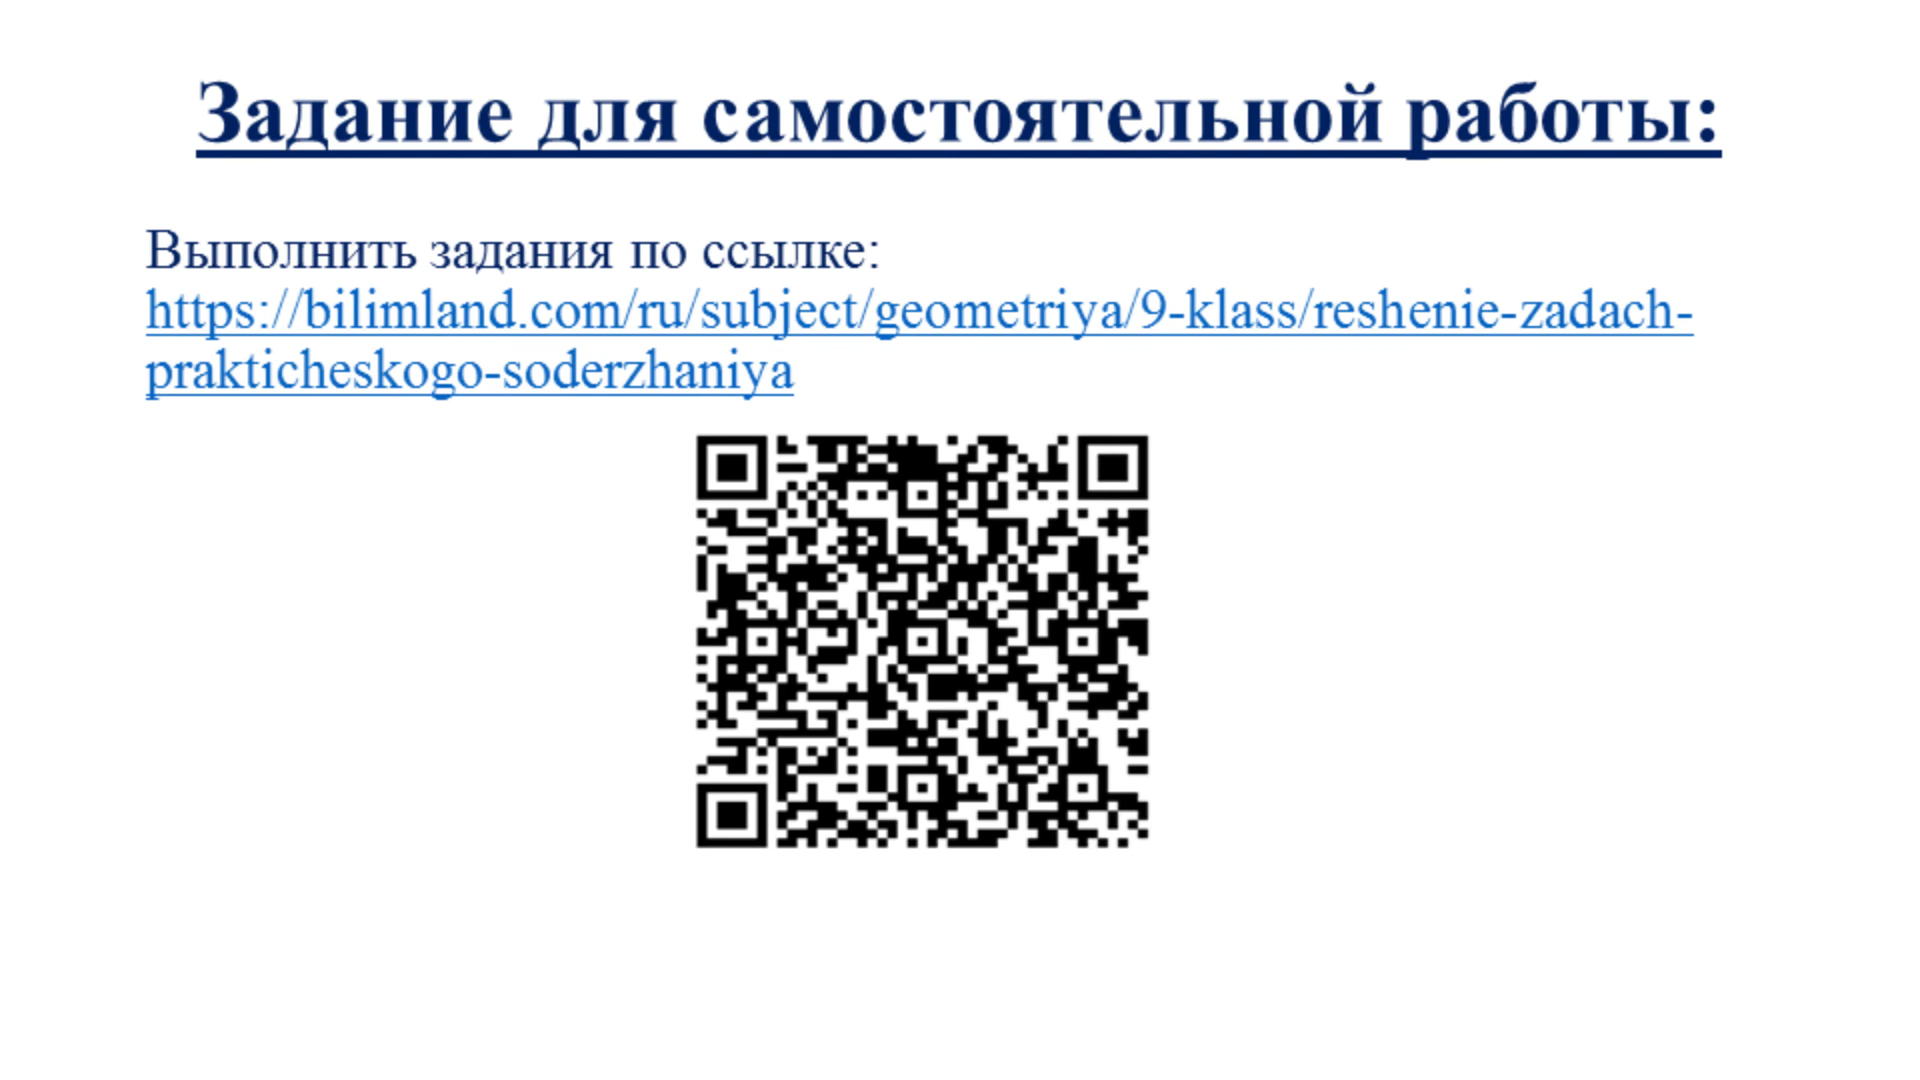 Задание для самостоятельной работы:
Выполнить задания по ссылке:
https://bilimland.com/ru/subject/geometriya/9-klass/reshenie-zadach-
prakticheskogo-soderzhaniya